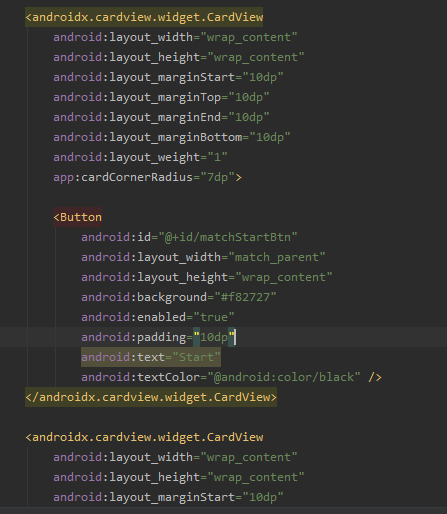 <androidx.cardview.widget.CardView
android:layout_width="wrap_content"
android:layout_height="wrap_content"
android:layout_marginStart="10dp"
android:layout_marginTop="10dp"
android:layout_marginEnd="10dp"
android:layout_marginBottom="10dp"
android:layout_weight="1"
app:cardCornerRadius="7dp">
<Button
android:id="@+id/matchStartBtn"
android:layout_width="match_parent"
android:layout_height="wrap_content"
android:background="#f82727"
android:enabled="true"
android:padding="10dp"
android:text="Start"
android:textColor="@android:color/black" />
</androidx.cardview.widget.CardView>
<androidx.cardview.widget.CardView
android:layout_width="wrap_content"
android:layout_height="wrap_content"
android:layout_marginStart="10dp"